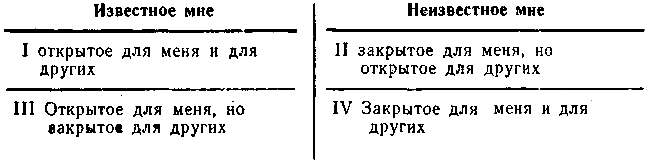 Известное мне
Неизвестное мне
I открытое для меня и для
других
II закрытое для меня, но
открытое для других
III Открытое для меня, но
закрытое для других
IV Закрытое для меня и для
других